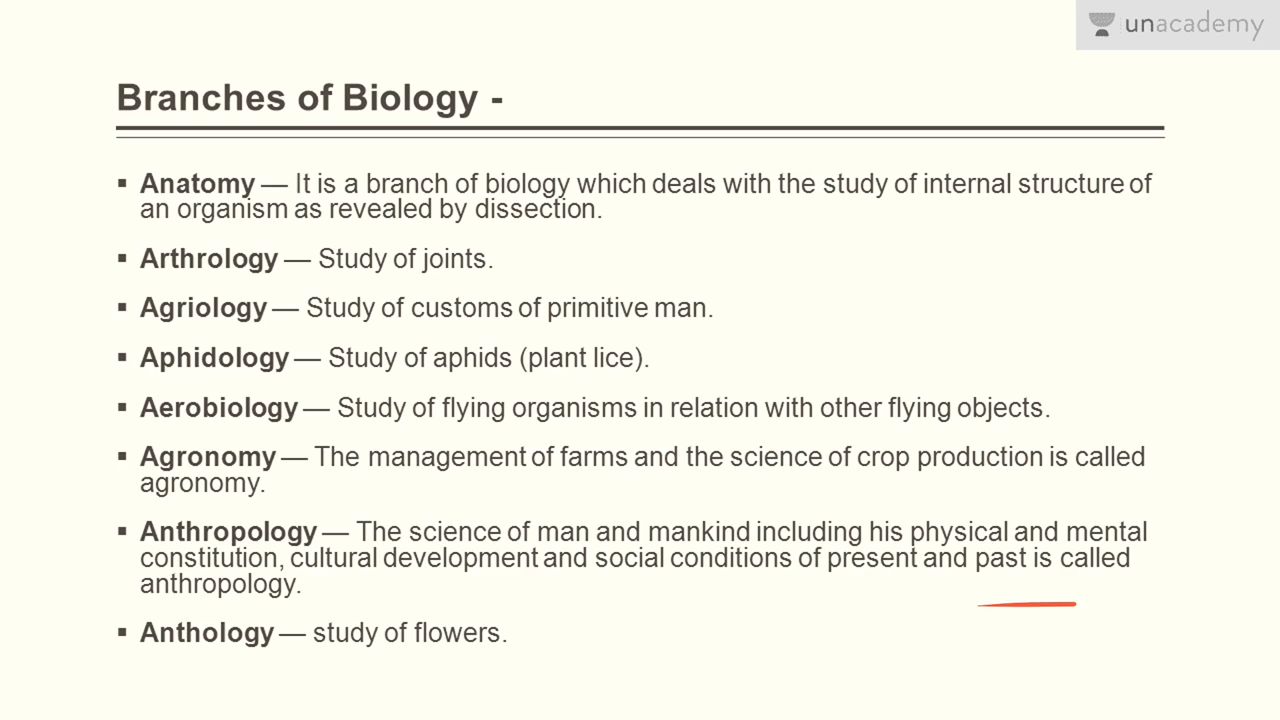 unacademy
Branches of Biology -
▪ Anatomy — It is a branch of biology which deals with the study of internal structure of
an organism as revealed by dissection.
▪ Arthrology — Study of joints.
▪ Agriology — Study of customs of primitive man.
▪ Aphidology — Study of aphids (plant lice).
▪ Aerobiology — Study of flying organisms in relation with other flying objects.
▪ Agronomy — The management of farms and the science of crop production is called
agronomy.
▪ Anthropology — The science of man and mankind including his physical and mental
constitution, cultural development and social conditions of present and past is called
anthropology.
▪ Anthology — study of flowers.